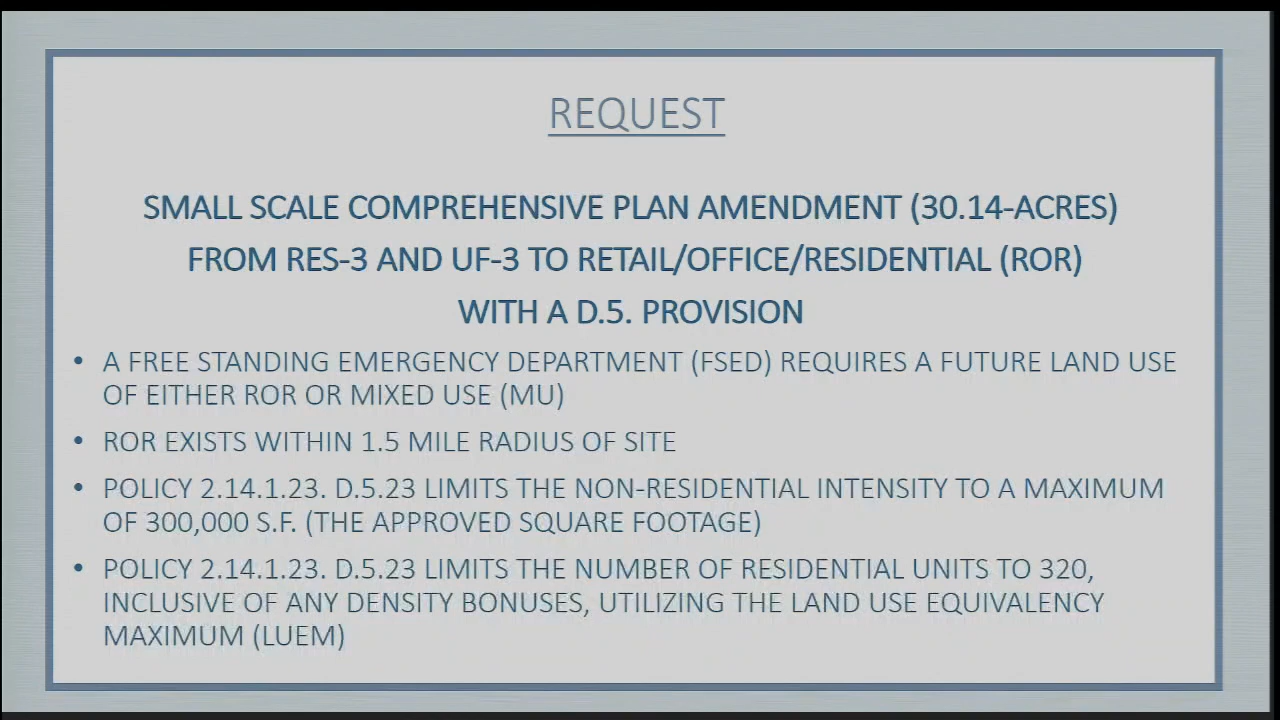 REQUEST
SMALL SCALE COMPREHENSIVE PLAN AMENDMENT (30.14-ACRES)
FROM RES-3 AND UF-3 TO RETAIL/OFFICE/RESIDENTIAL (ROR)
WITH A D.5. PROVISION
• A FREE STANDING EMERGENCY DEPARTMENT (FSED) REQUIRES A FUTURE LAND USE
OF EITHER ROR OR MIXED USE (MU)
• ROR EXISTS WITHIN 1.5 MILE RADIUS OF SITE
• POLICY 2.14.1.23. D.5.23 LIMITS THE NON-RESIDENTIAL INTENSITY TO A MAXIMUM
OF 300,000 S.F. (THE APPROVED SQUARE FOOTAGE)
• POLICY 2.14.1.23. D.5.23 LIMITS THE NUMBER OF RESIDENTIAL UNITS TO 320,
INCLUSIVE OF ANY DENSITY BONUSES, UTILIZING THE LAND USE EQUIVALENCY
MAXIMUM (LUEM)